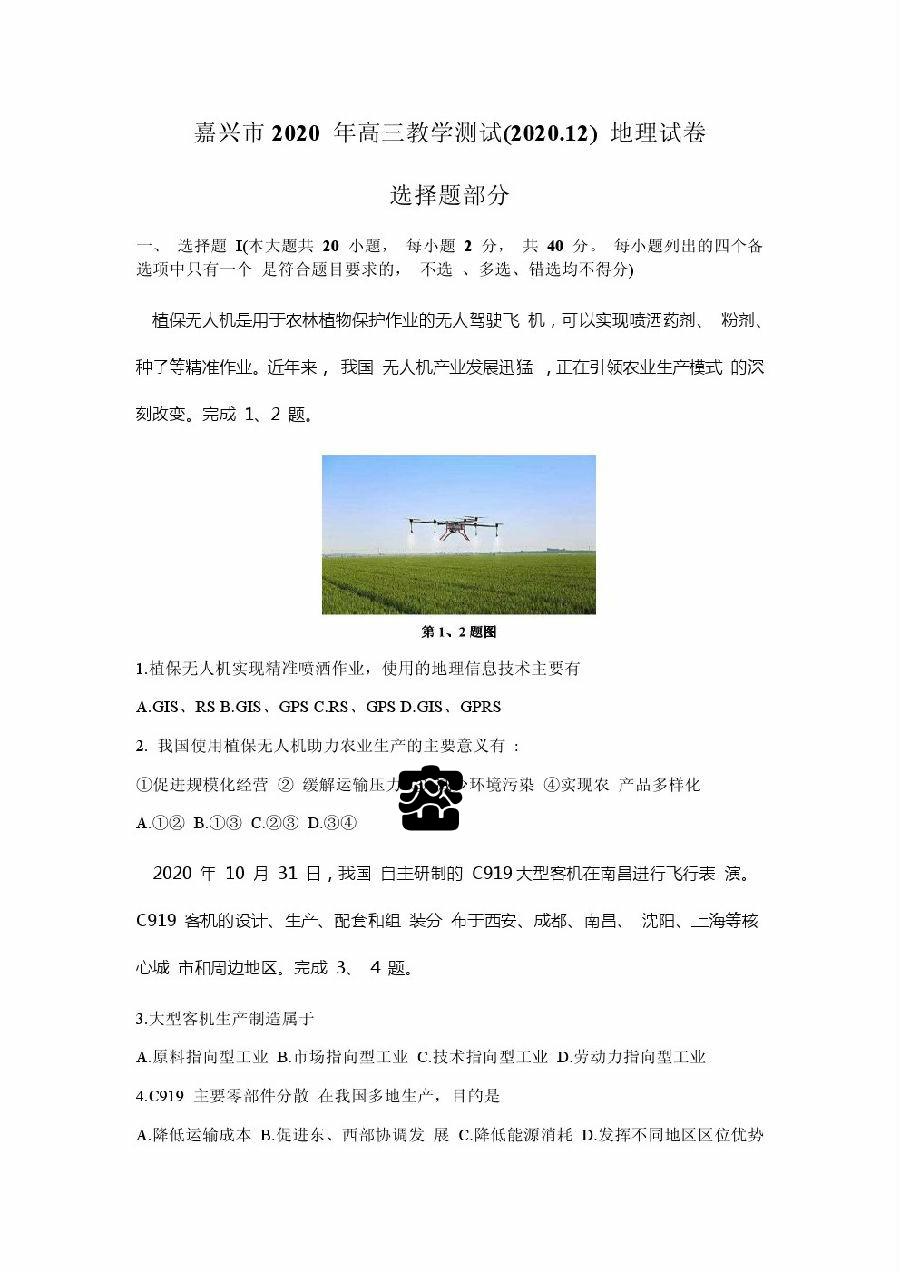 嘉兴市 2020 年高三教学测试(2020.12) 地理试卷
选择题部分
一、 选择题 I(本大题共 20 小题， 每小题 2 分， 共 40 分。 每小题列出的四个备
选项中只有一个 是符合题目要求的， 不选 、多选、错选均不得分)
植保无人机是用于农林植物保护作业的无人驾驶飞 机，可以实现喷洒药剂、 粉剂、
种了等精准作业。近年来， 我国 无人机产业发展迅猛 ，正在引领农业生产模式 的深
刻改变。完成 1、2 题。
第 1、2 题图
1.植保无人机实现精准喷洒作业，使用的地理信息技术主要有
A.GIS、RS B.GIS、GPS C.RS、GPS D.GIS、GPRS
2. 我国使用植保无人机助力农业生产的主要意义有 :
①促进规模化经营 ② 缓解运输压力 少环境污染 ④实现农 产品多样化
A.①② B.①③ C.②③ D.③④
2020 年 10 月 31 日，我国 自主研制的 C919大型客机在南昌进行飞行表 演。
C919 客机的设计、生产、配套和组 装分 布于西安、成都、南昌、 沈阳、上海等核
心城 市和周边地区。完成 3、 4 题。
3.大型客机生产制造属于
A.原料指向型工业 B.市场指向型工业 C.技术指向型工业 D.劳动力指向型工业
4.C919 主要零部件分散 在我国多地生产，目的是
A.降低运输成本 B.促进东、西部协调发 展 C.降低能源消耗 D.发挥不同地区区位优势